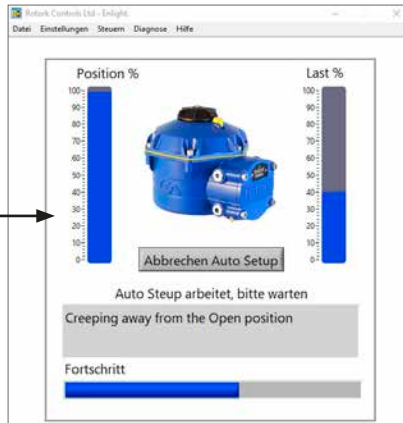 Rotork Controls Ltd - Enlight.
Datei Einstellungen Steuern Diagnose Hilfe
Position %
Last %
100
90
80
70
60
50
40
30
20
10
0
100
90
80
70
60
50
40
30
20
10
0
Abbrechen Auto Setup
Auto Steup arbeitet, bitte warten
Creeping away from the Open position
Fortschritt